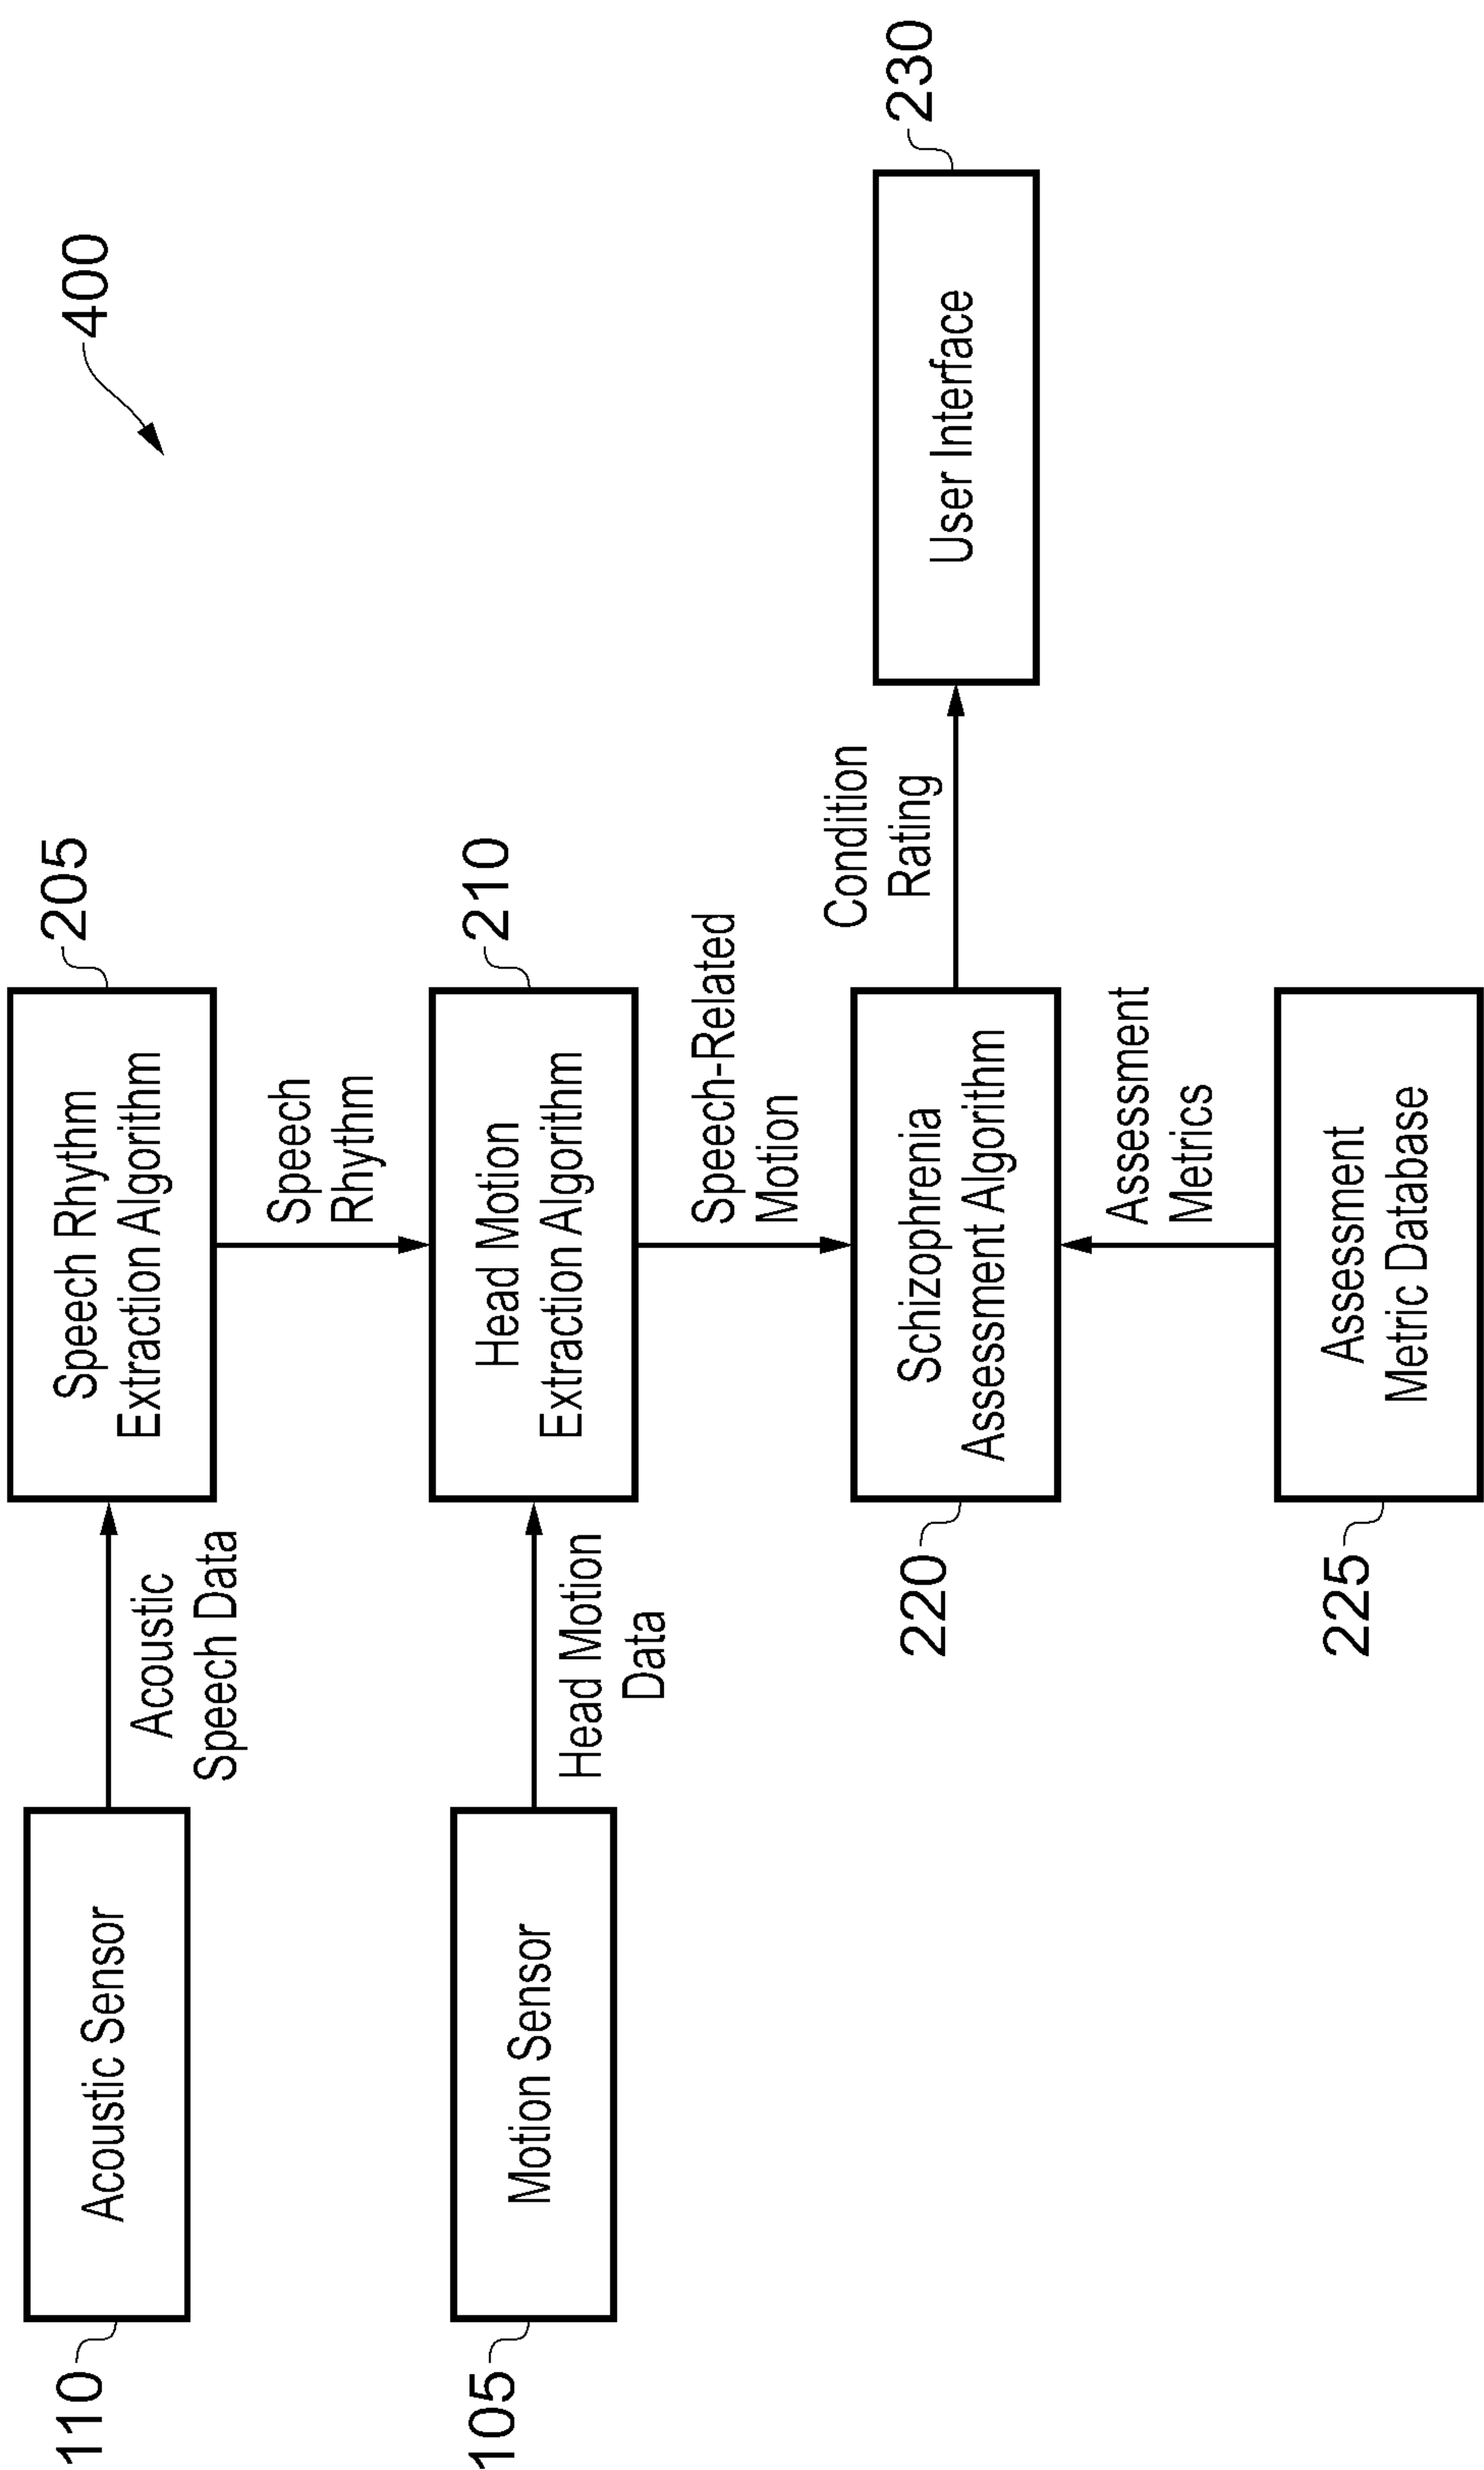 400
110
Acoustic Sensor
Acoustic
Speech Data
205
Speech Rhythm
Extraction Algorithm
Speech
Rhythm
105
Motion Sensor
Head Motion
Data
210
Head Motion
Extraction Algorithm
Speech-Related
Motion
220
Schizophrenia
Assessment Algorithm
Condition
Rating
230
User Interface
Assessment
Metrics
225
Assessment
Metric Database